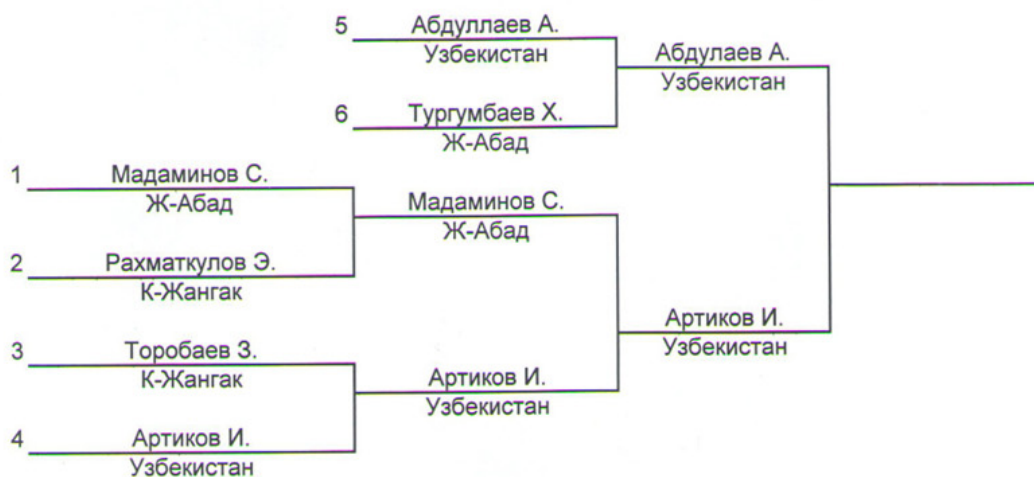 5 Абдуллаев А.
Узбекистан
Абдулаев А.
Узбекистан
6 Тургумбаев Х.
Ж-Абад
1 Мадаминов С.
Ж-Абад
Мадаминов С.
Ж-Абад
2 Рахматкулов Э.
К-Жангак
Артиков И.
Узбекистан
3 Торобаев З.
К-Жангак
Артиков И.
Узбекистан
4 Артиков И.
Узбекистан